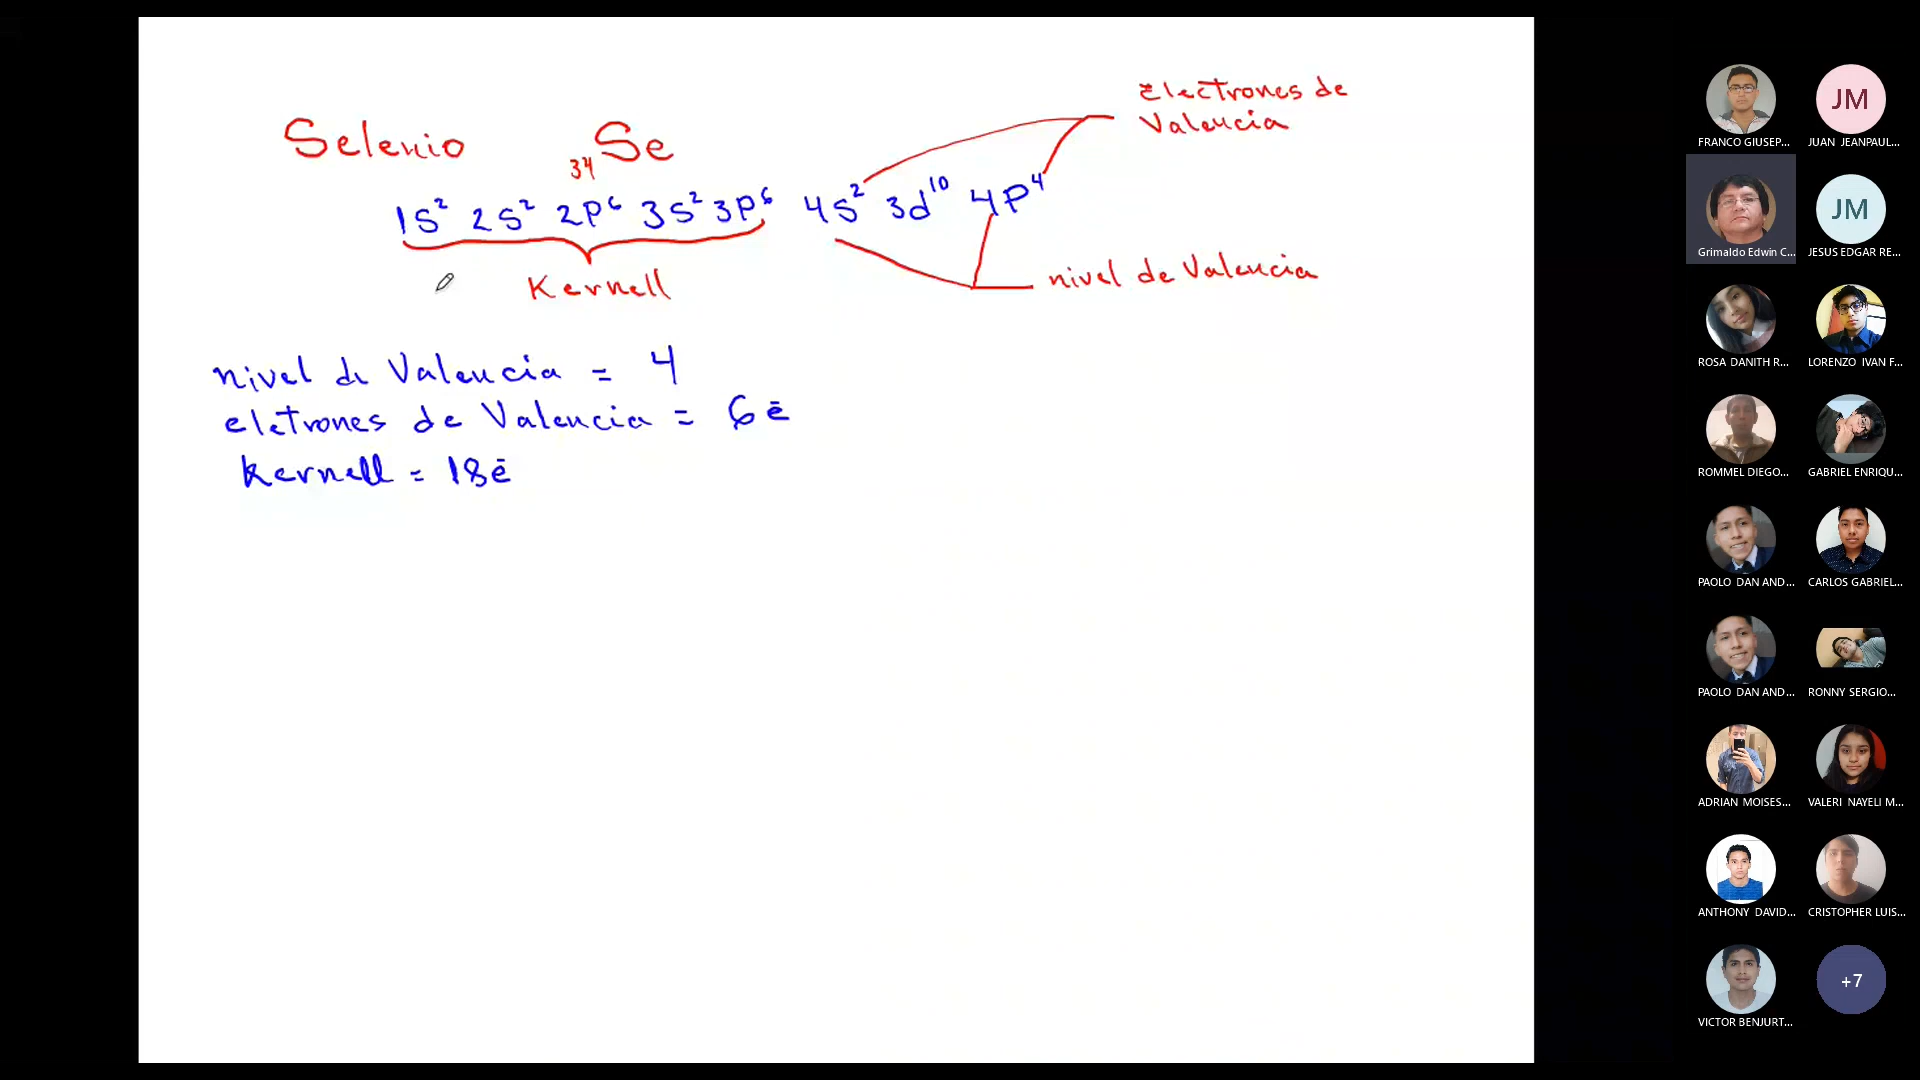 Electrones de
Valencia
Selenio ₃₄Se
1s² 2s² 2p⁶ 3s² 3p⁶ 4s² 3d¹⁰ 4p⁴
Kernell
nivel de Valencia
nivel de Valencia = 4
eletrones de Valencia = 6ē
Kernell = 18ē
JM
FRANCO GIUSEP... JUAN JEANPAUL...
JM
Grimaldo Edwin C... JESUS EDGAR RE...
ROSA DANITH R... LORENZO IVAN F...
ROMMEL DIEGO... GABRIEL ENRIQU...
PAOLO DAN AND... CARLOS GABRIEL...
PAOLO DAN AND... RONNY SERGIO...
ADRIAN MOISES... VALERI NAYELI M...
ANTHONY DAVID... CRISTOPHER LUIS...
+7
VICTOR BENJURT...